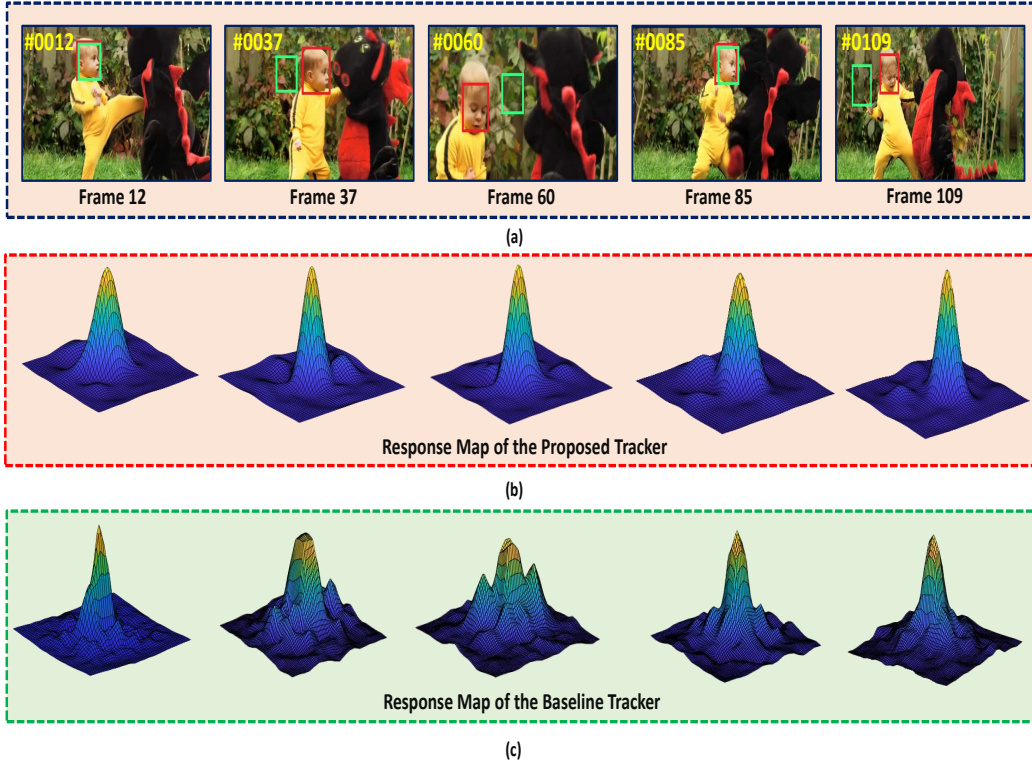 #0012
#0037
#0060
#0085
#0109
Frame 12
Frame 37
Frame 60
Frame 85
Frame 109
(a)
Response Map of the Proposed Tracker
(b)
Response Map of the Baseline Tracker
(c)